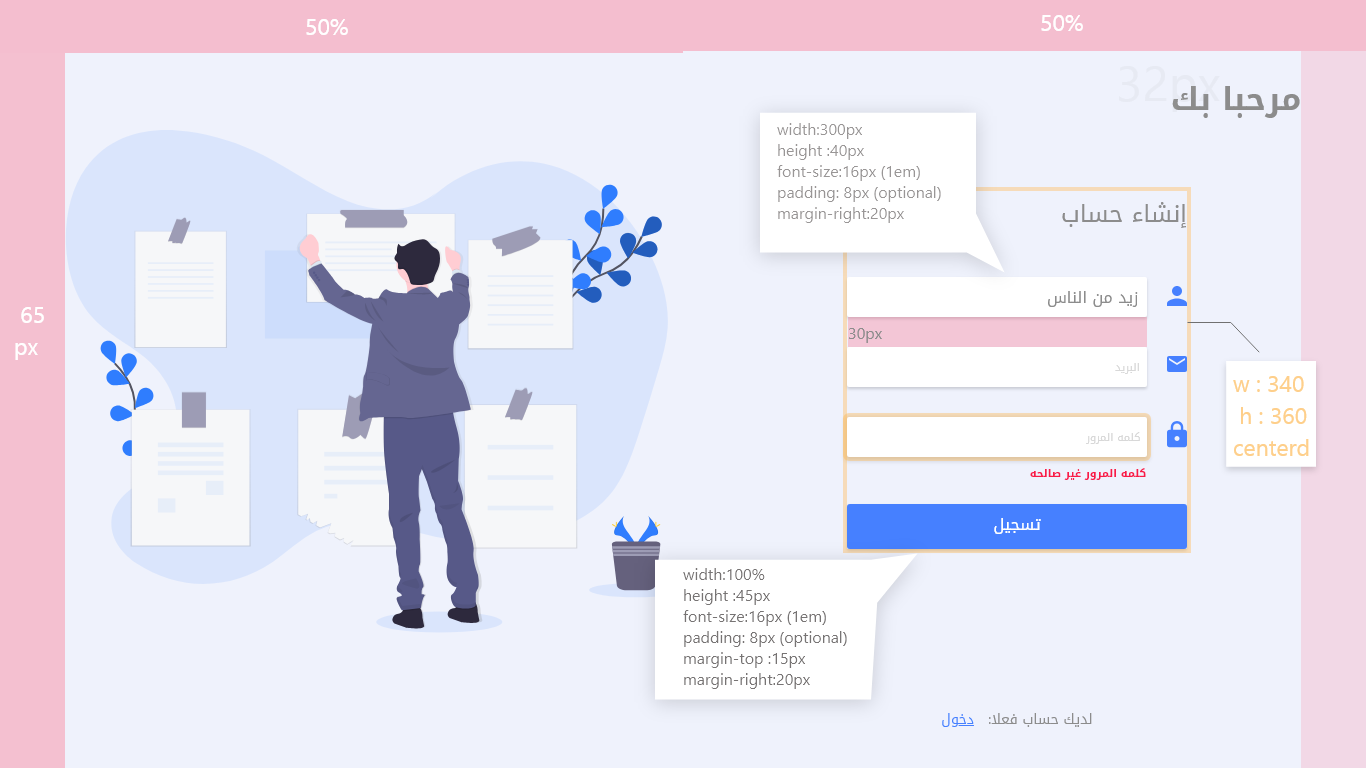 50%
50%
32px
مرحبا بك
width:300px
height :40px
font-size:16px (1em)
padding: 8px (optional)
margin-right:20px
إنشاء حساب
زيد من الناس
30px
البريد
كلمه المرور
كلمه المرور غير صالحه
تسجيل
65
px
w : 340
h : 360
centerd
width:100%
height :45px
font-size:16px (1em)
padding: 8px (optional)
margin-top :15px
margin-right:20px
لديك حساب فعلا: دخول